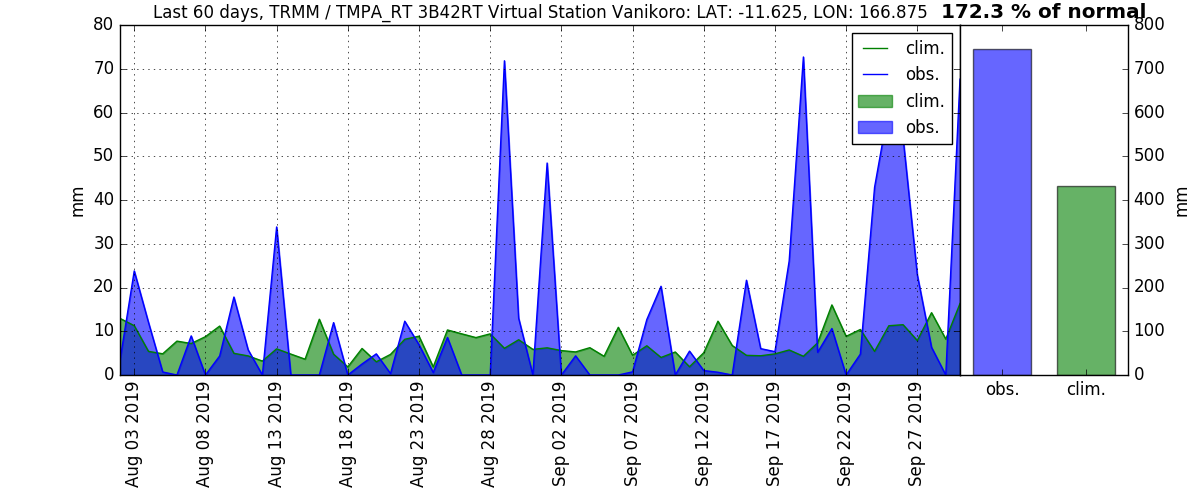 Last 60 days, TRMM / TMPA_RT 3B42RT Virtual Station Vanikoro: LAT: -11.625, LON: 166.875 172.3 % of normal
80
70
60
50
40
30
20
10
0
mm
clim.
obs.
clim.
obs.
Aug 03 2019
Aug 08 2019
Aug 13 2019
Aug 18 2019
Aug 23 2019
Aug 28 2019
Sep 02 2019
Sep 07 2019
Sep 12 2019
Sep 17 2019
Sep 22 2019
Sep 27 2019
800
700
600
500
400
300
200
100
0
mm
obs.
clim.